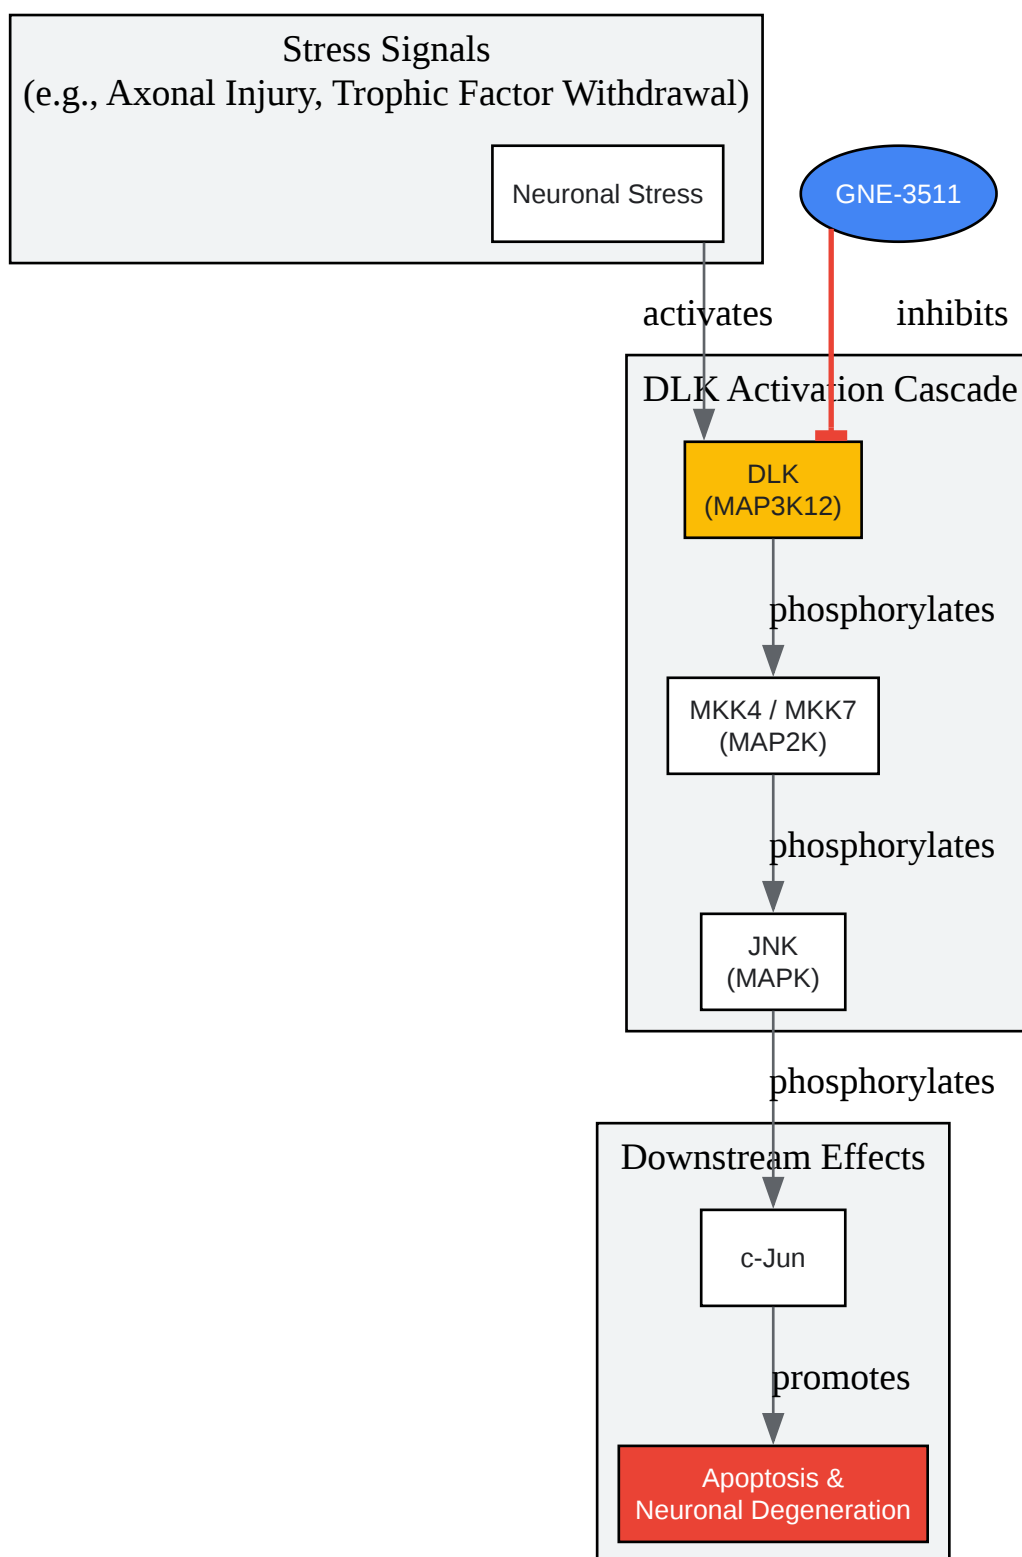 Stress Signals
(e.g., Axonal Injury, Trophic Factor Withdrawal)
Neuronal Stress
GNE-3511
activates
inhibits
DLK Activation Cascade
DLK
(MAP3K12)
phosphorylates
MKK4 / MKK7
(MAP2K)
phosphorylates
JNK
(MAPK)
phosphorylates
Downstream Effects
c-Jun
promotes
Apoptosis &
Neuronal Degeneration